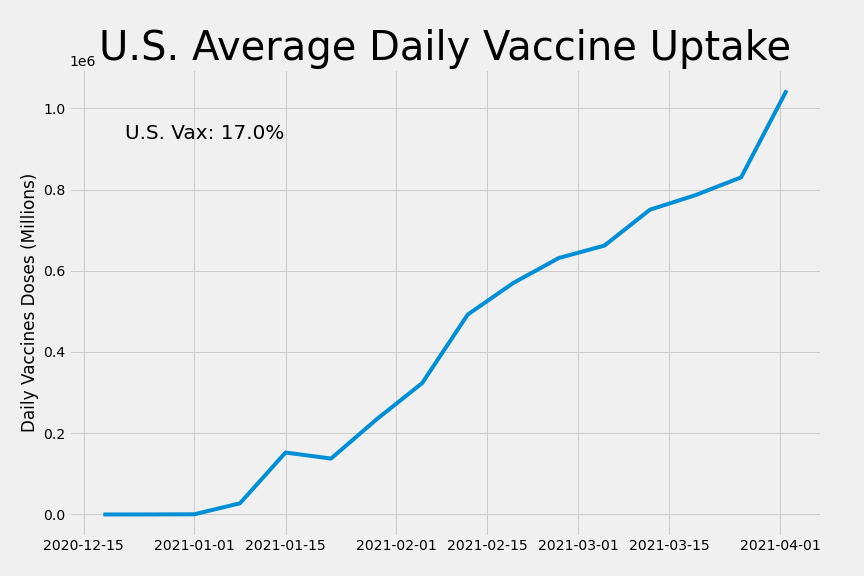 U.S. Average Daily Vaccine Uptake
1e6
U.S. Vax: 17.0%
Daily Vaccines Doses (Millions)
1.0
0.8
0.6
0.4
0.2
0.0
2020-12-15 2021-01-01 2021-01-15 2021-02-01 2021-02-15 2021-03-01 2021-03-15 2021-04-01